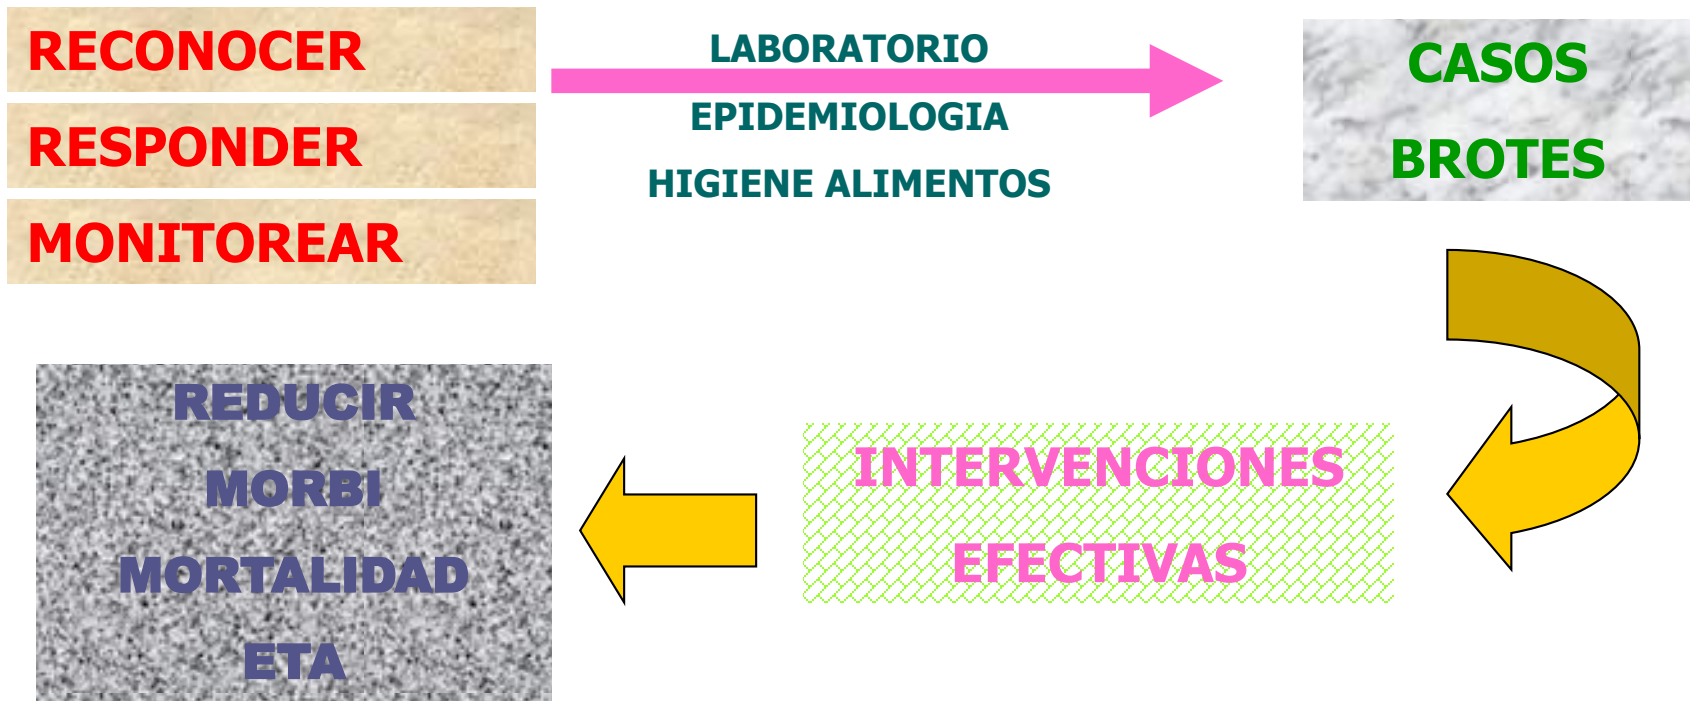 RECONOCER
RESPONDER
MONITOREAR
LABORATORIO
EPIDEMIOLOGIA
HIGIENE ALIMENTOS
CASOS
BROTES
INTERVENCIONES
EFECTIVAS
REDUCIR
MORBI
MORTALIDAD
ETA